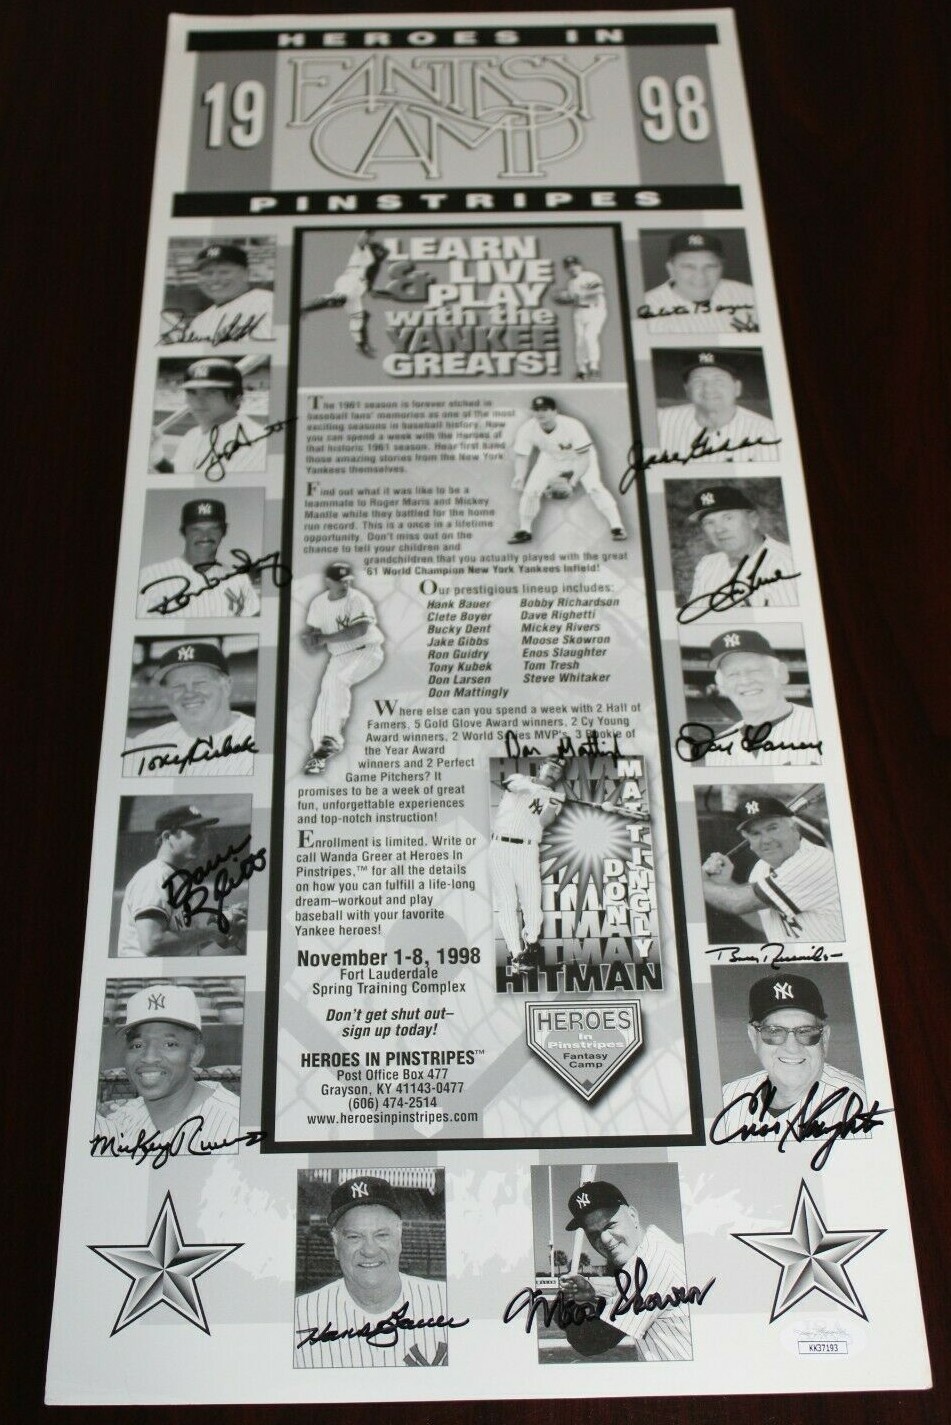 HEROES IN
19 FANTASY CAMP 98
PINSTRIPES
LEARN
& LIVE
PLAY
with the
YANKEE
GREATS!
The 1961 season is forever etched in
baseball fans' memories as one of the most
exciting seasons in baseball history. Now
you can spend a week with the Heroes of
that historic 1961 season. Hear first hand
those amazing stories from the New York
Yankees themselves.
Find out what it was like to be a
teammate to Roger Maris and Mickey
Mantle while they battled for the home
run record. This is a once in a lifetime
opportunity. Don't miss out on the
chance to tell your children and
grandchildren that you actually played with the great
'61 World Champion New York Yankees Infield!
Our prestigious lineup includes:
Hank Bauer
Clete Boyer
Bucky Dent
Jake Gibbs
Ron Guidry
Tony Kubek
Don Larsen
Don Mattingly
Bobby Richardson
Dave Righetti
Mickey Rivers
Moose Skowron
Enos Slaughter
Tom Tresh
Steve Whitaker
Where else can you spend a week with 2 Hall of
Famers, 5 Gold Glove Award winners, 2 Cy Young
Award winners, 2 World Series MVP's, 3 Rookie of
the Year Award
winners and 2 Perfect
Game Pitchers? It
promises to be a week of great
fun, unforgettable experiences
and top-notch instruction!
Enrollment is limited. Write or
call Wanda Greer at Heroes In
Pinstripes,™ for all the details
on how you can fulfill a life-long
dream–workout and play
baseball with your favorite
Yankee heroes!
November 1-8, 1998
Fort Lauderdale
Spring Training Complex
Don't get shut out–
sign up today!
HEROES IN PINSTRIPES™
Post Office Box 477
Grayson, KY 41143-0477
(606) 474-2514
www.heroesinpinstripes.com
Don Mattingly
HITMAN
DON MATTINGLY
HITMAN
HEROES
In
Pinstripes
Fantasy
Camp
Clete Boyer
Jake Gibbs
Ron Guidry
Tony Kubek
Don Larsen
Dave Righetti
Mickey Rivers
Enos Slaughter
Hank Bauer
Moose Skowron
KK37193